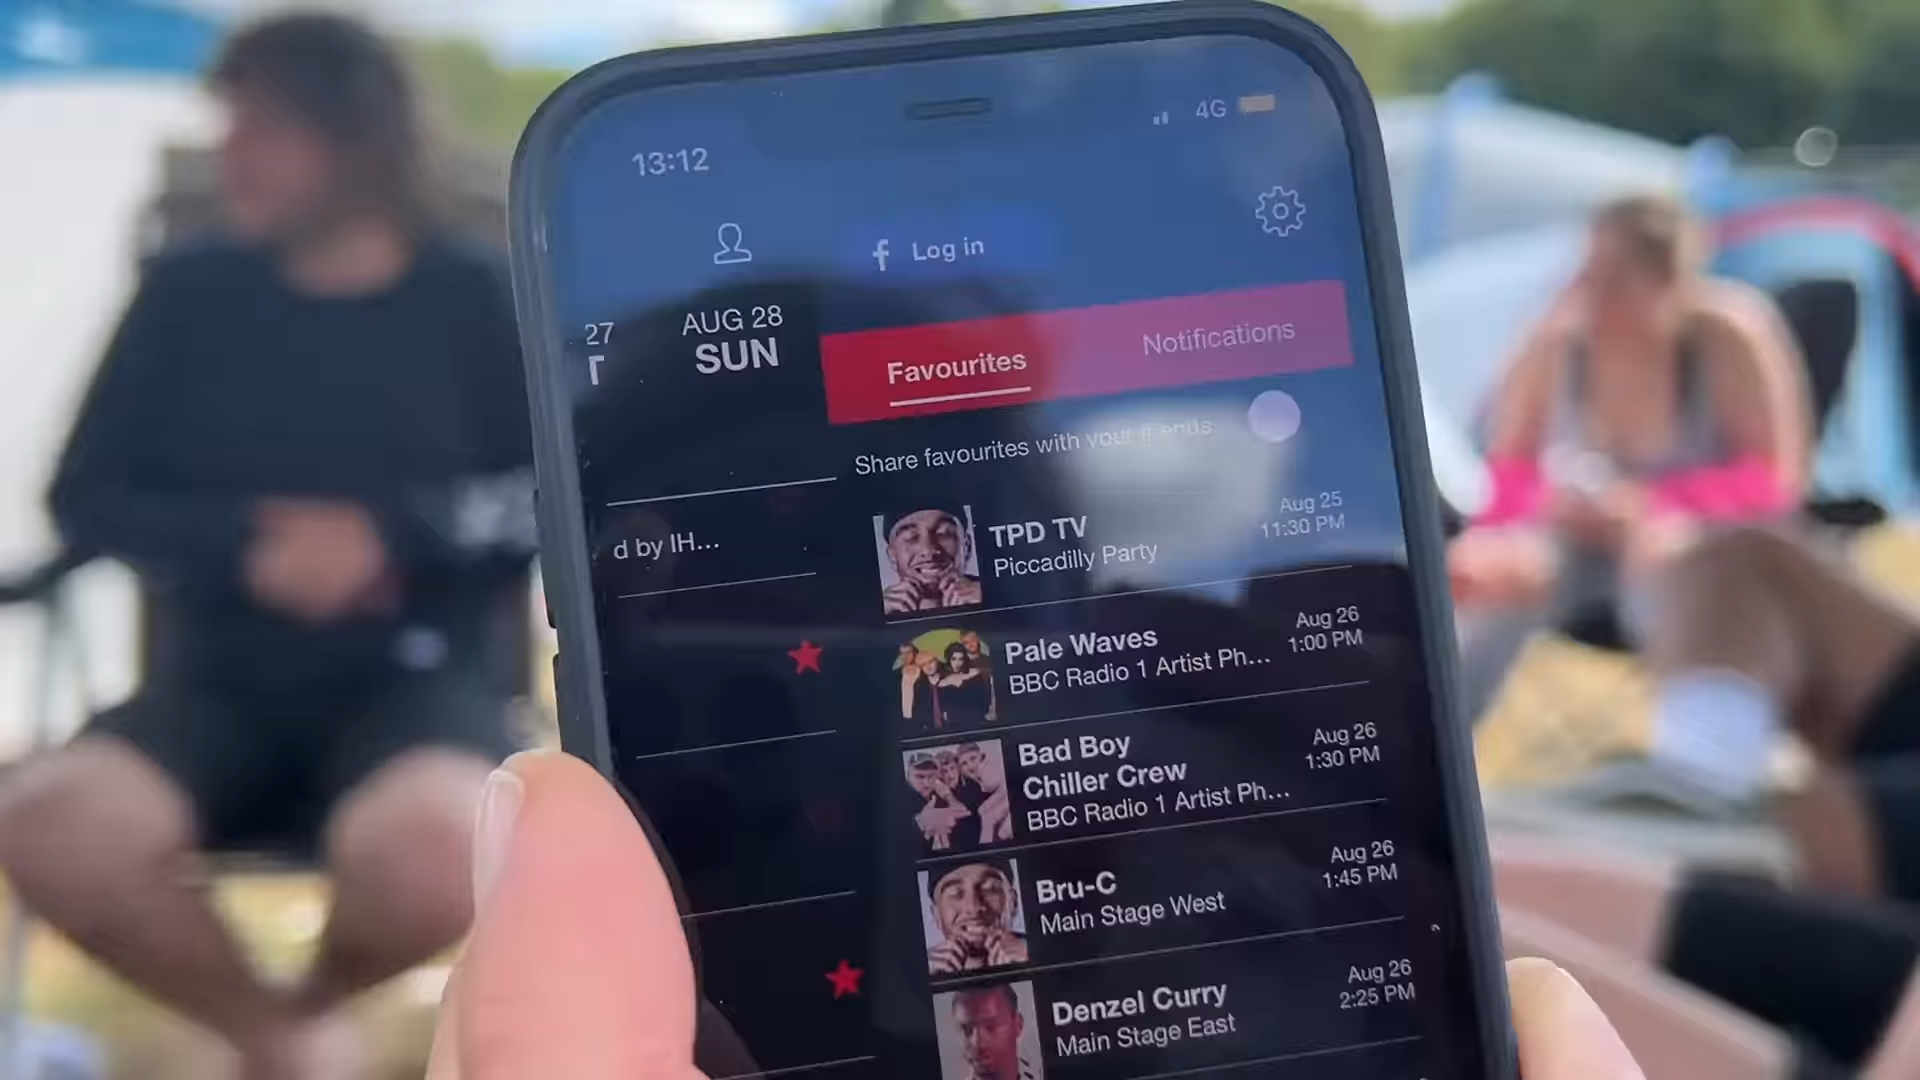 13:12
4G
f Log in
27
AUG 28
SUN
Favourites
Notifications
Share favourites with your friends
d by IH...
TPD TV
Piccadilly Party
Aug 25
11:30 PM
Pale Waves
BBC Radio 1 Artist Ph...
Aug 26
1:00 PM
Bad Boy
Chiller Crew
BBC Radio 1 Artist Ph...
Aug 26
1:30 PM
Bru-C
Main Stage West
Aug 26
1:45 PM
Denzel Curry
Main Stage East
Aug 26
2:25 PM